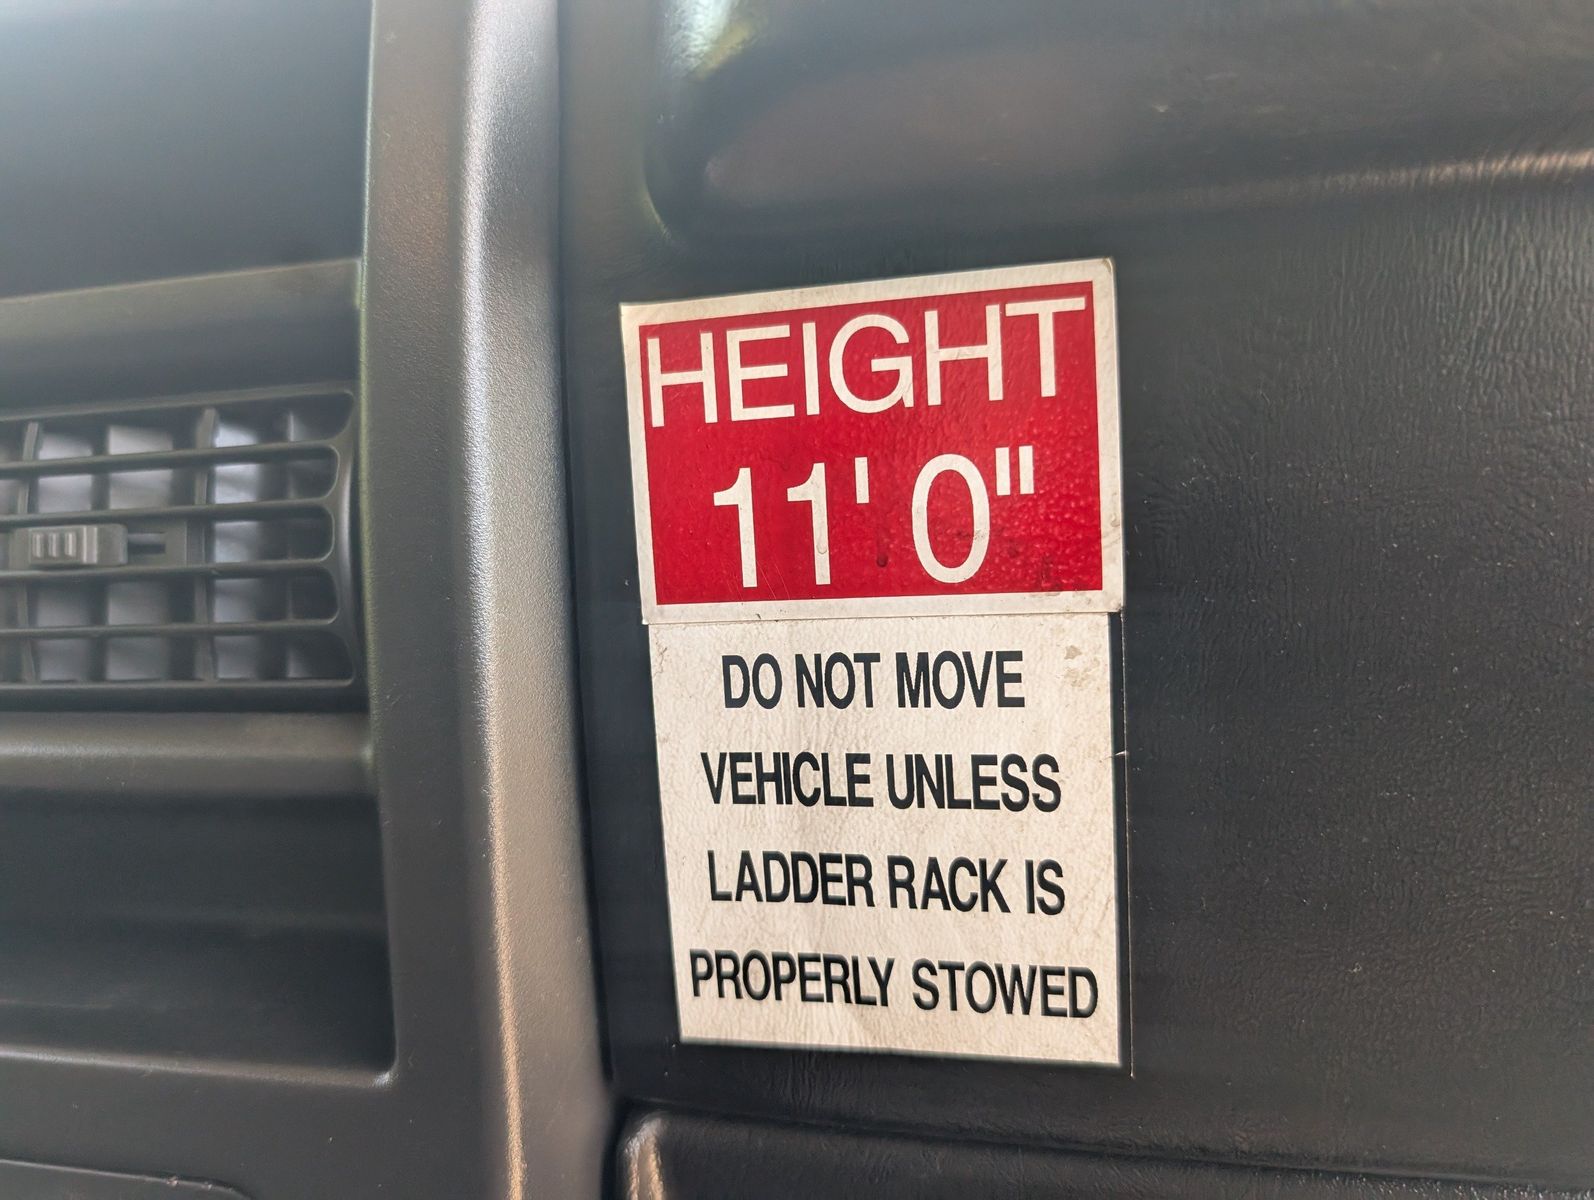 HEIGHT
11' 0"
DO NOT MOVE
VEHICLE UNLESS
LADDER RACK IS
PROPERLY STOWED